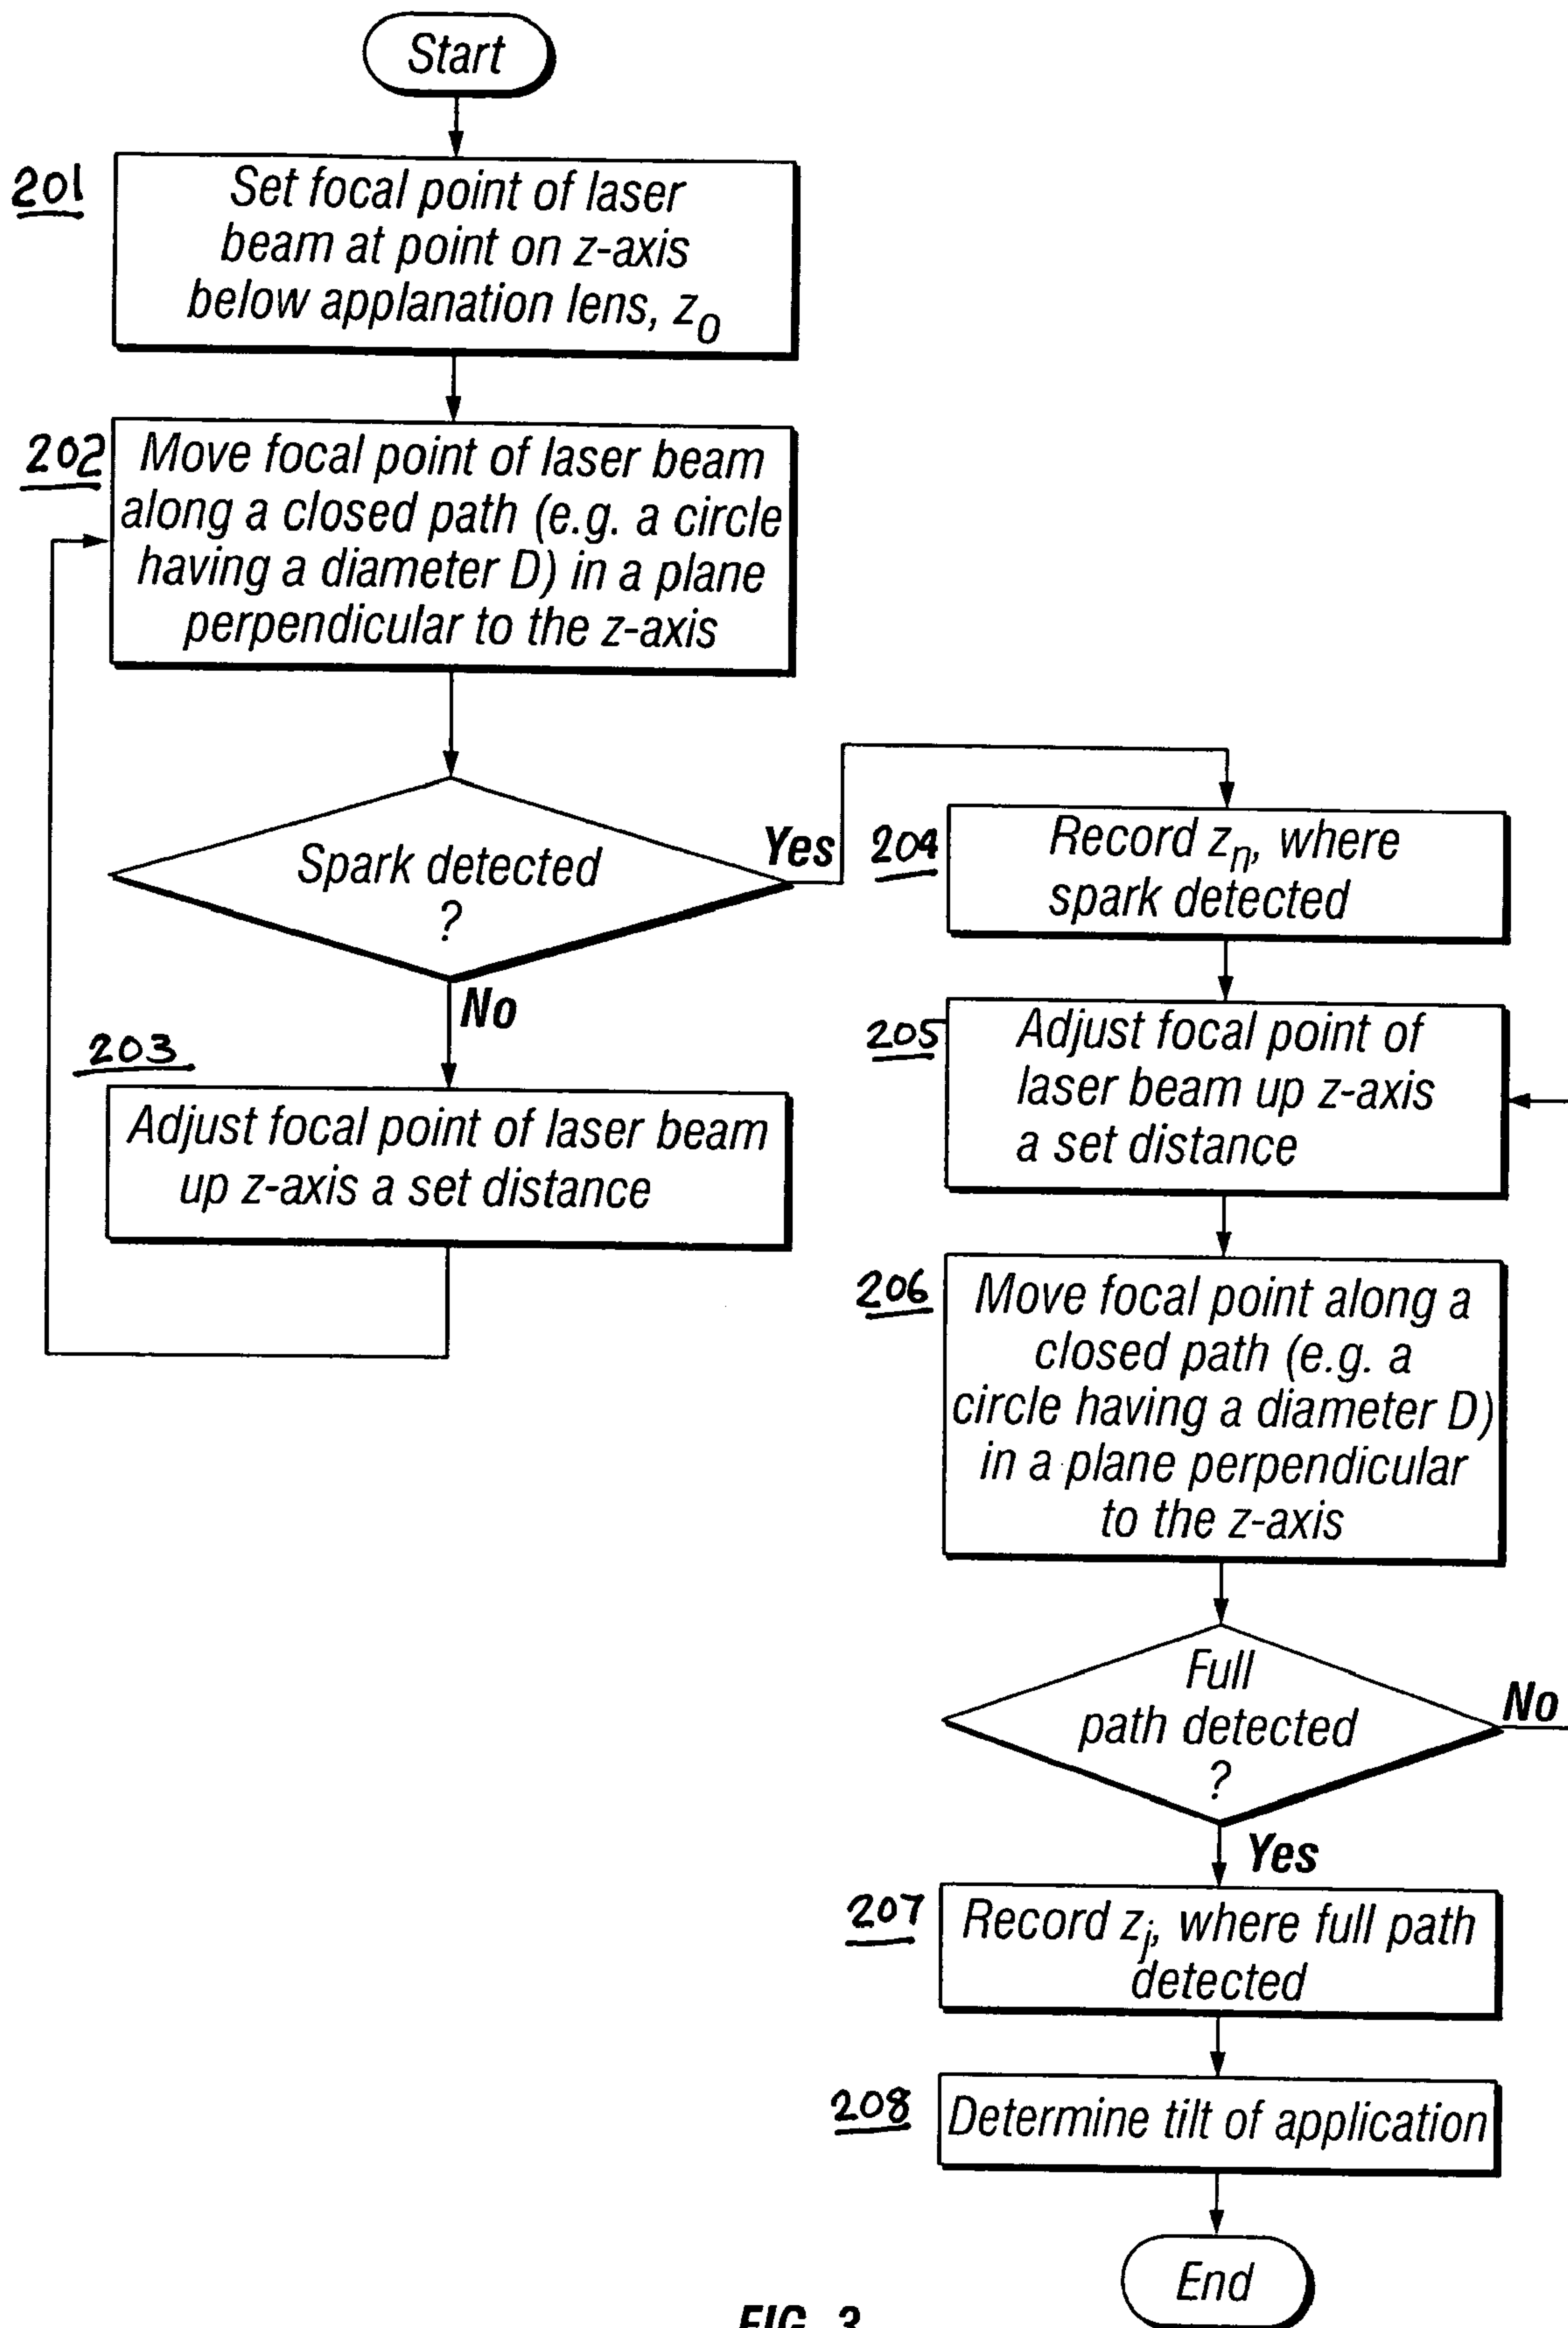 Start
201
Set focal point of laser
beam at point on z-axis
below applanation lens, z0
202
Move focal point of laser beam
along a closed path (e.g. a circle
having a diameter D) in a plane
perpendicular to the z-axis
Spark detected
?
Yes
No
203
Adjust focal point of laser beam
up z-axis a set distance
204
Record zn, where
spark detected
205
Adjust focal point of
laser beam up z-axis
a set distance
206
Move focal point along a
closed path (e.g. a
circle having a diameter D)
in a plane perpendicular
to the z-axis
Full
path detected
?
No
Yes
207
Record zj, where full path
detected
208
Determine tilt of application
End
FIG. 3